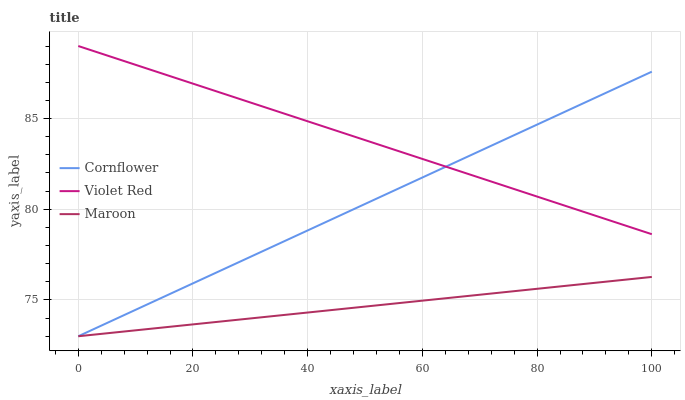 title
yaxis_label
85
80
75
Cornflower
Violet Red
Maroon
0 20 40 60 80 100
xaxis_label